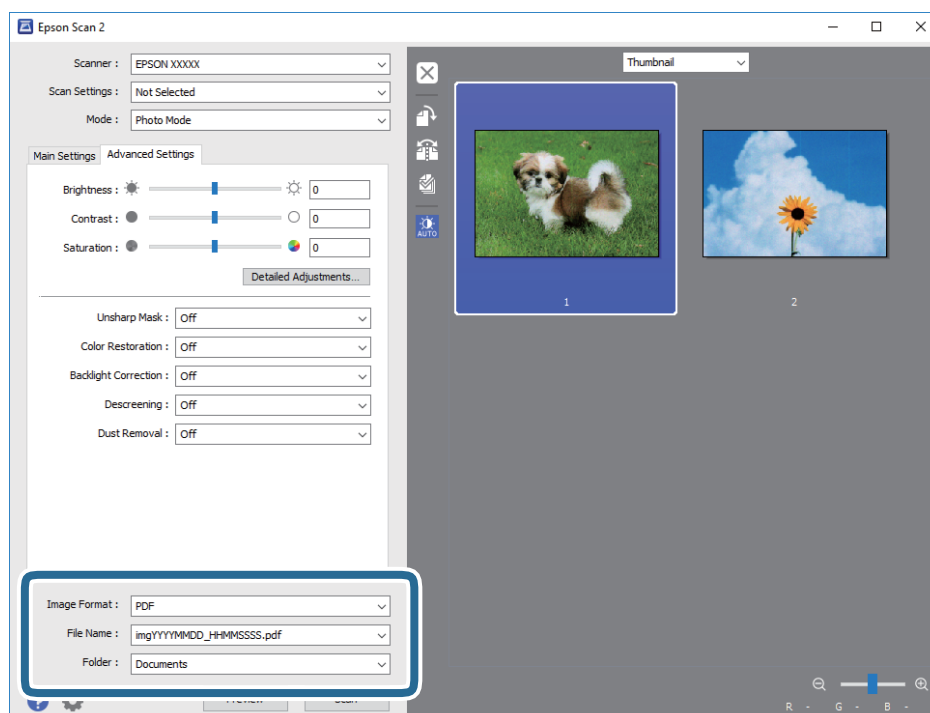 Epson Scan 2
Scanner : EPSON XXXXX
Scan Settings : Not Selected
Mode : Photo Mode
Main Settings Advanced Settings
Brightness : 0
Contrast : 0
Saturation : 0
Detailed Adjustments...
Unsharp Mask : Off
Color Restoration : Off
Backlight Correction : Off
Descreening : Off
Dust Removal : Off
Image Format : PDF
File Name : imgYYYYMMDD_HHMMSSSS.pdf
Folder : Documents
Preview Scan
Thumbnail
AUTO
1 2
R - G - B -